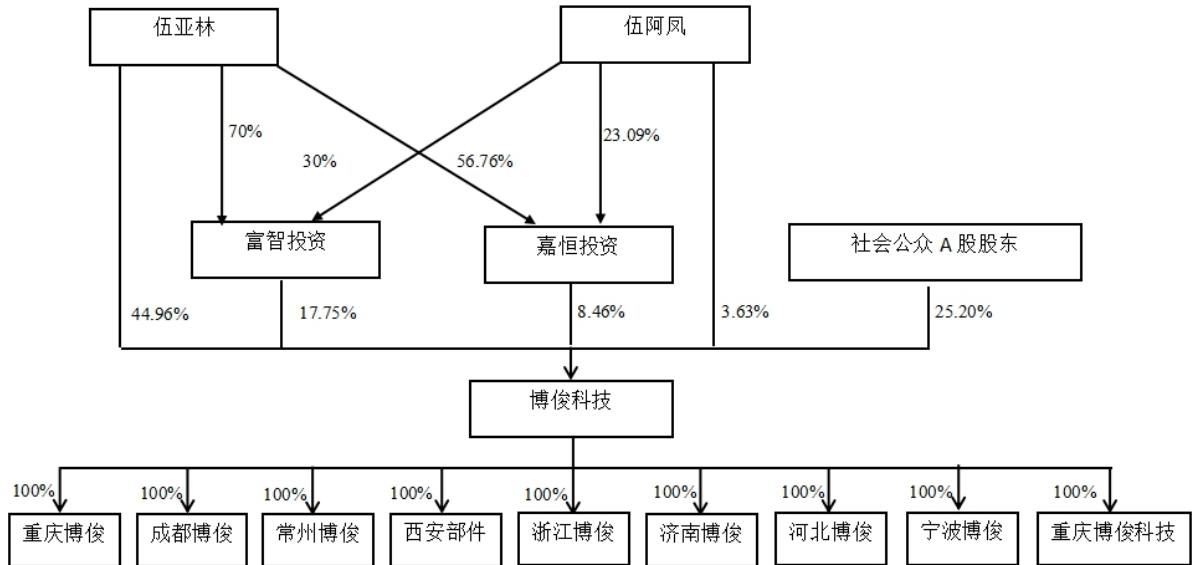 伍亚林
伍阿凤
70%
30%
56.76%
23.09%
富智投资
嘉恒投资
社会公众 A 股股东
44.96%
17.75%
8.46%
3.63%
25.20%
博俊科技
100%
100%
100%
100%
100%
100%
100%
100%
100%
重庆博俊
成都博俊
常州博俊
西安部件
浙江博俊
济南博俊
河北博俊
宁波博俊
重庆博俊科技